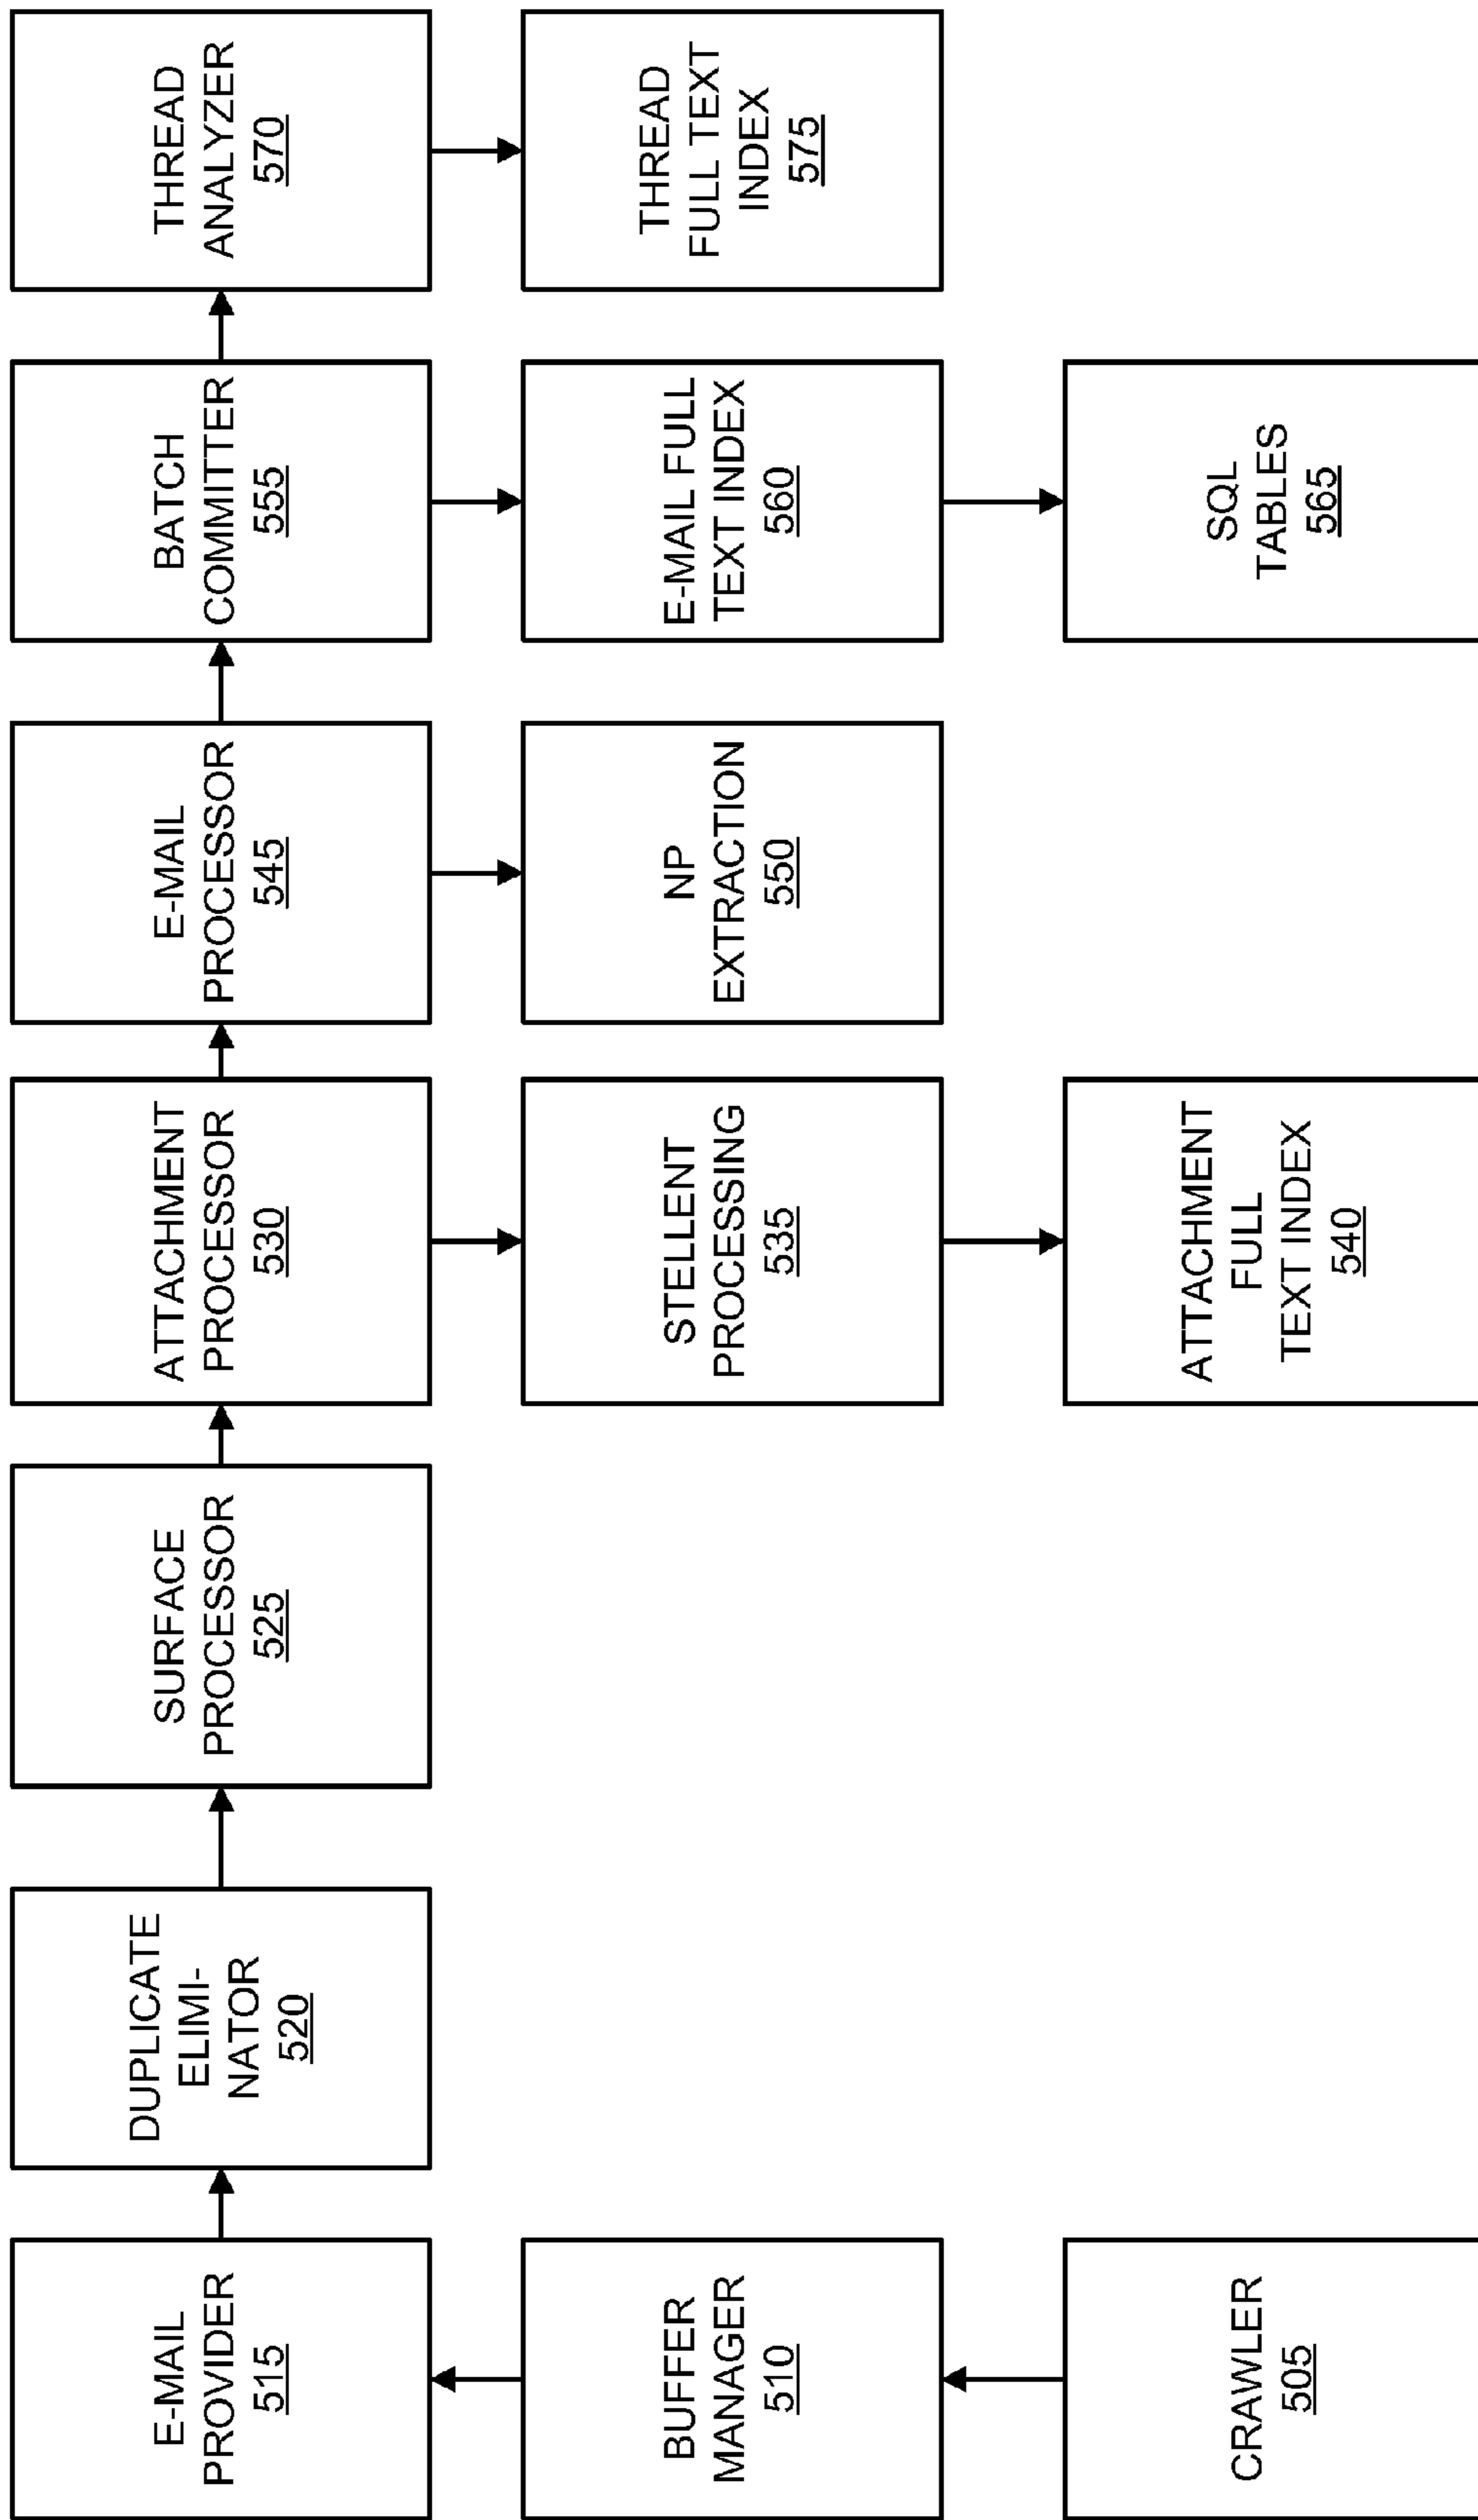 E-MAIL
PROVIDER
515
DUPLICATE
ELIMI-
NATOR
520
SURFACE
PROCESSOR
525
ATTACHMENT
PROCESSOR
530
E-MAIL
PROCESSOR
545
BATCH
COMMITTER
555
THREAD
ANALYZER
570
BUFFER
MANAGER
510
STELLENT
PROCESSING
535
NP
EXTRACTION
550
E-MAIL FULL
TEXT INDEX
560
THREAD
FULL TEXT
INDEX
575
CRAWLER
505
ATTACHMENT
FULL
TEXT INDEX
540
SQL
TABLES
565